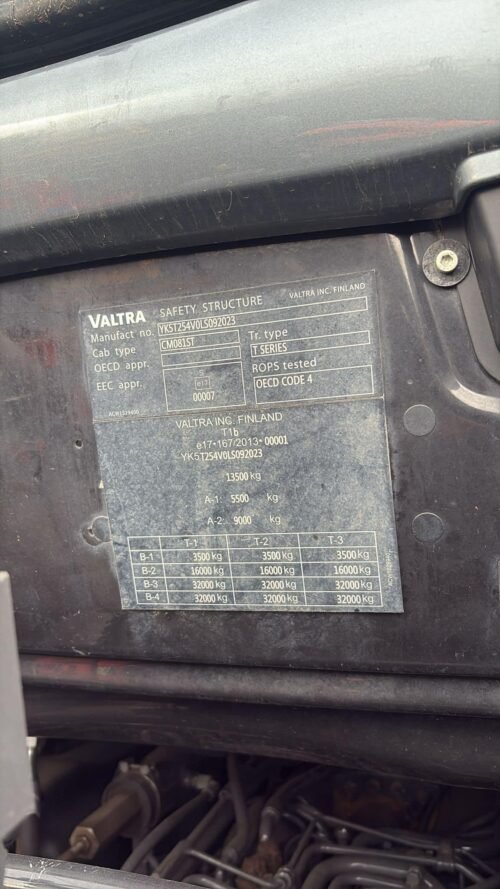 VALTRA SAFETY STRUCTURE VALTRA INC. FINLAND
Manufact no. YK5T254V0LS092023
Cab type CM081ST Tr. type
OECD appr. T SERIES
EEC appr. S ROPS tested
e17 OECD CODE 4
00007
VALTRA INC. FINLAND
T1b
e17*167/2013*00001
YK5T254V0LS092023
13500 kg
A-1: 5500 kg
A-2: 9000 kg
T-1 T-2 T-3
B-1 3500 kg 3500 kg 3500 kg
B-2 16000 kg 16000 kg 16000 kg
B-3 32000 kg 32000 kg 32000 kg
B-4 32000 kg 32000 kg 32000 kg